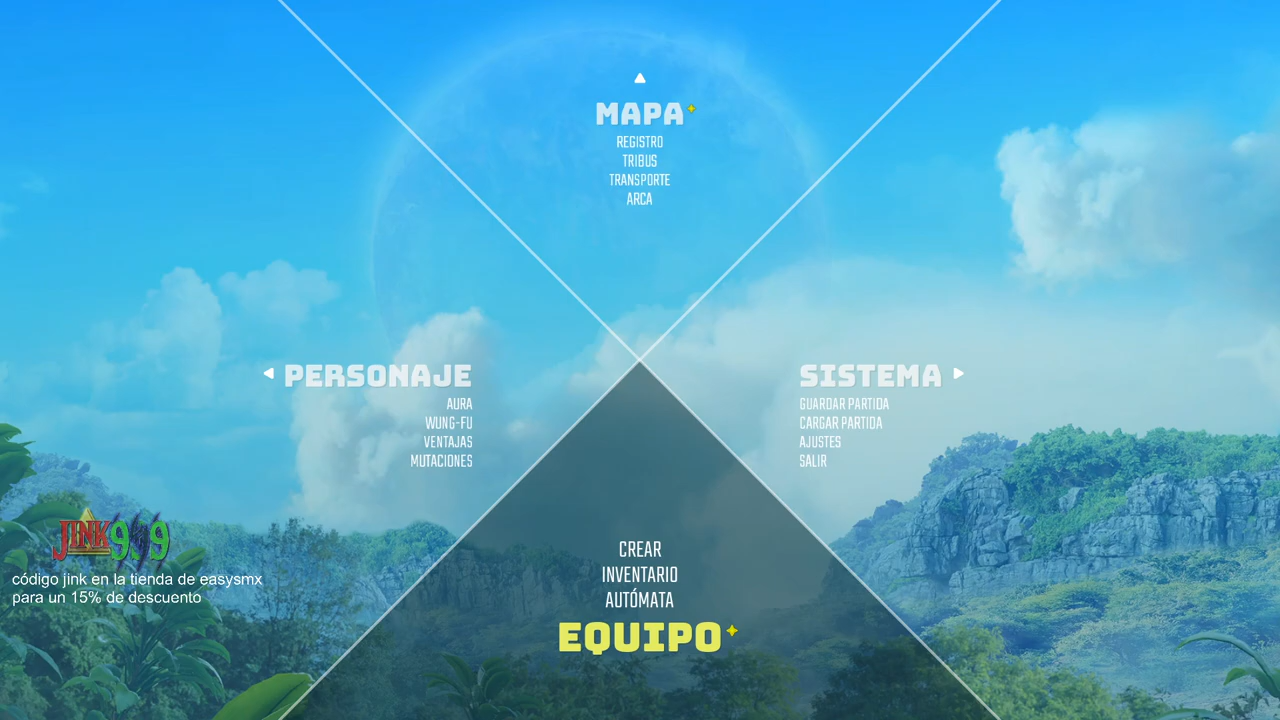 MAPA
REGISTRO
TRIBUS
TRANSPORTE
ARCA
PERSONAJE
AURA
WUNG-FU
VENTAJAS
MUTACIONES
SISTEMA
GUARDAR PARTIDA
CARGAR PARTIDA
AJUSTES
SALIR
JINK999
código jink en la tienda de easysmx
para un 15% de descuento
CREAR
INVENTARIO
AUTÓMATA
EQUIPO